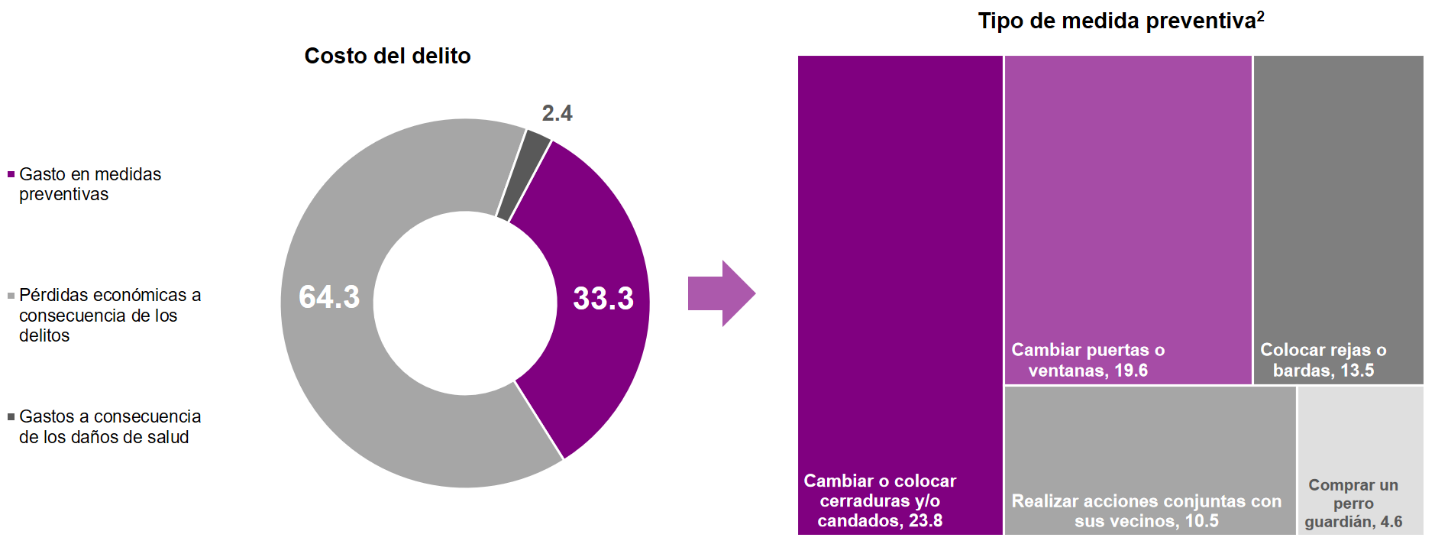 Costo del delito
Gasto en medidas
preventivas
Pérdidas económicas a
consecuencia de los
delitos
Gastos a consecuencia
de los daños de salud
2.4
64.3
33.3
Tipo de medida preventiva²
Cambiar o colocar
cerraduras y/o
candados, 23.8
Cambiar puertas o
ventanas, 19.6
Colocar rejas o
bardas, 13.5
Realizar acciones conjuntas con
sus vecinos, 10.5
Comprar un
perro
guardián, 4.6